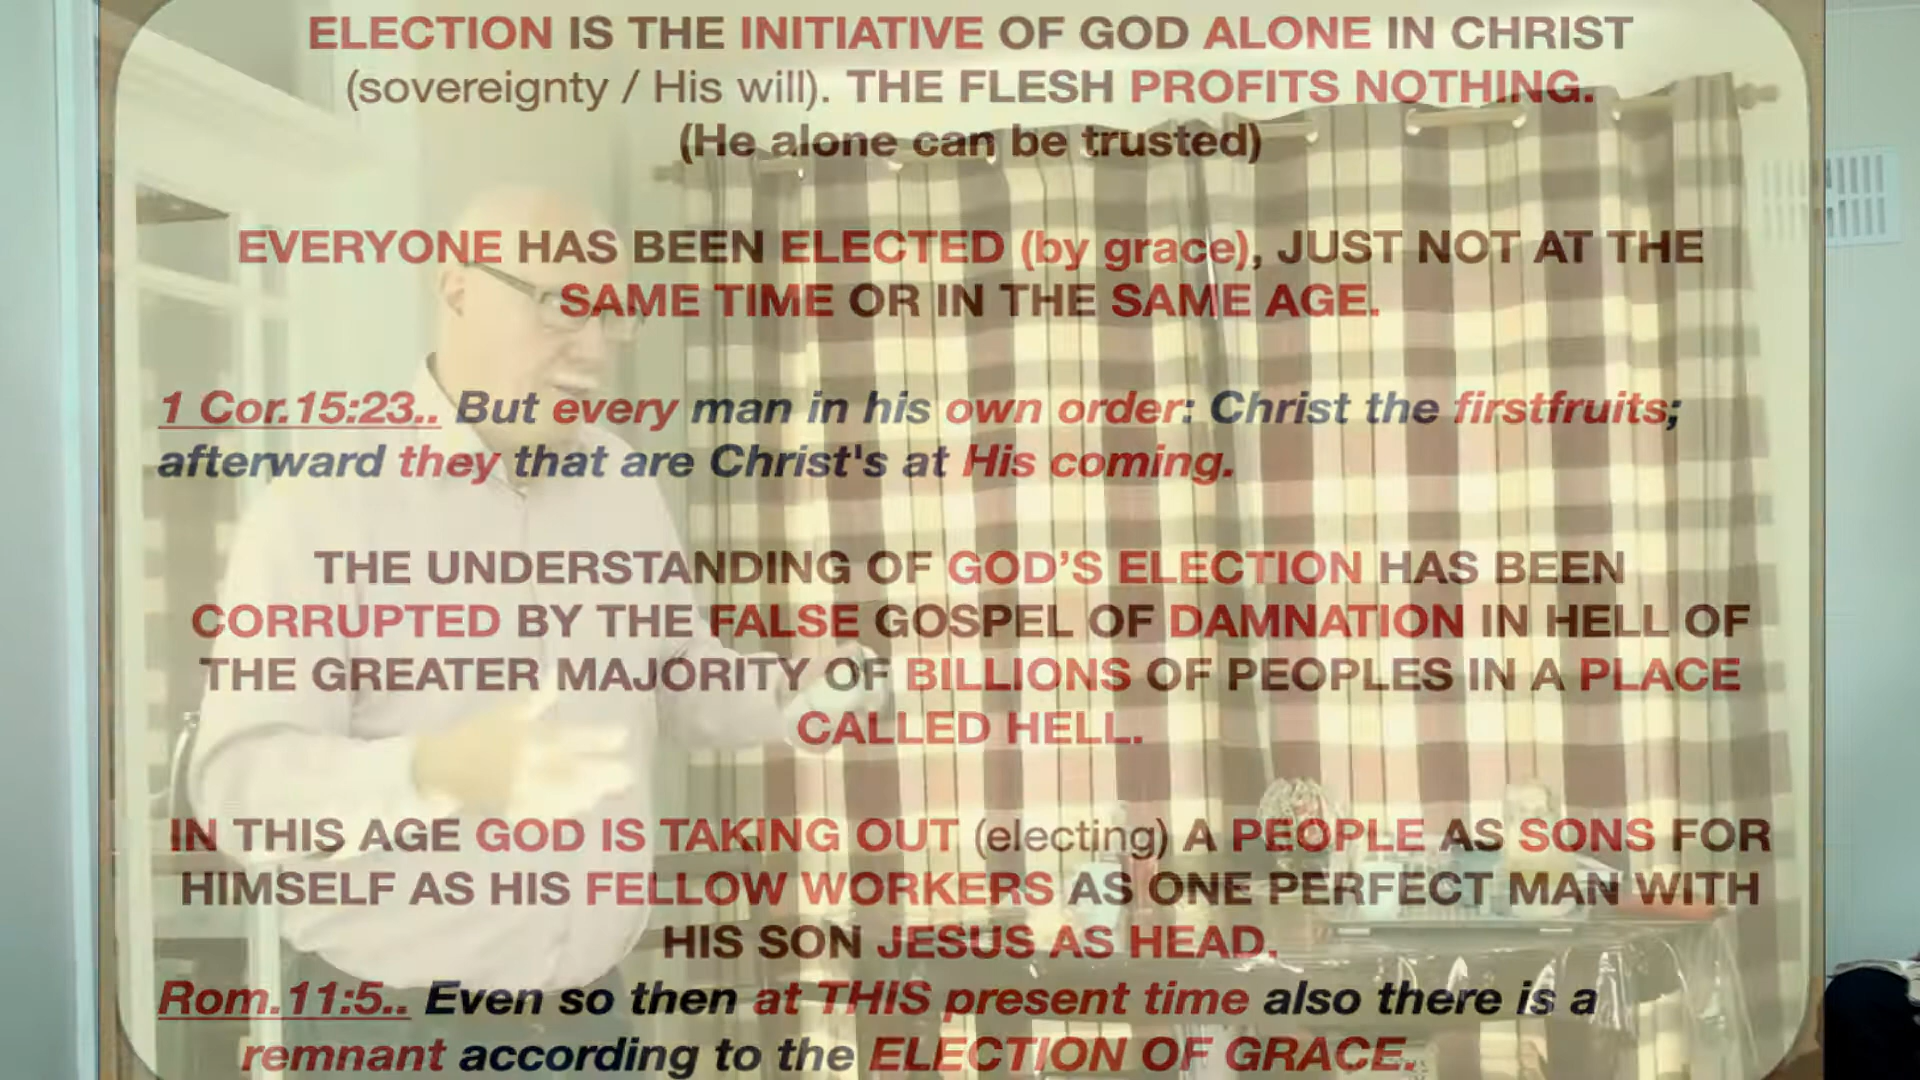 ELECTION IS THE INITIATIVE OF GOD ALONE IN CHRIST
(sovereignty / His will). THE FLESH PROFITS NOTHING.
(He alone can be trusted)
EVERYONE HAS BEEN ELECTED (by grace), JUST NOT AT THE
SAME TIME OR IN THE SAME AGE.
1 Cor.15:23.. But every man in his own order: Christ the firstfruits;
afterward they that are Christ's at His coming.
THE UNDERSTANDING OF GOD’S ELECTION HAS BEEN
CORRUPTED BY THE FALSE GOSPEL OF DAMNATION IN HELL OF
THE GREATER MAJORITY OF BILLIONS OF PEOPLES IN A PLACE
CALLED HELL.
IN THIS AGE GOD IS TAKING OUT (electing) A PEOPLE AS SONS FOR
HIMSELF AS HIS FELLOW WORKERS AS ONE PERFECT MAN WITH
HIS SON JESUS AS HEAD.
Rom.11:5.. Even so then at THIS present time also there is a
remnant according to the ELECTION OF GRACE.